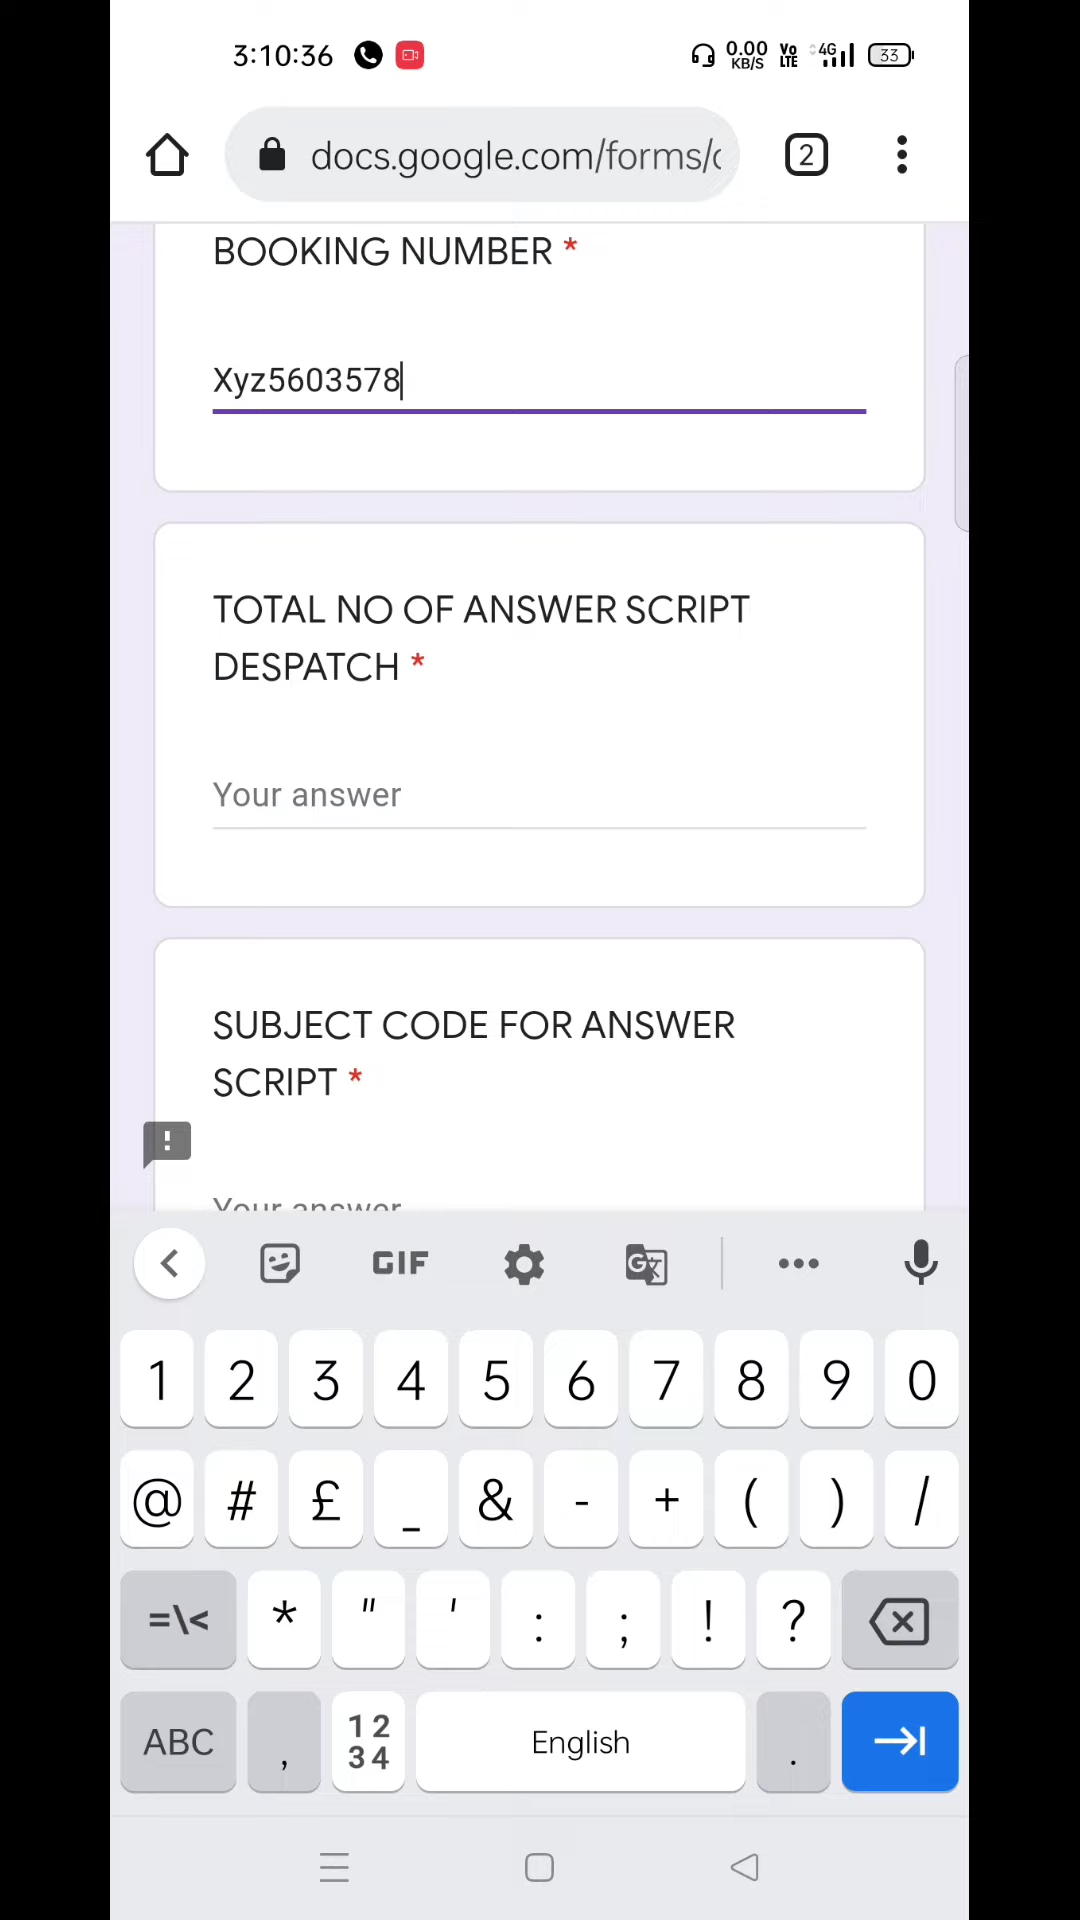 3:10:36
0.00 KB/S
Vo LTE
4G
33
docs.google.com/forms/
2
BOOKING NUMBER *
Xyz5603578
TOTAL NO OF ANSWER SCRIPT
DESPATCH *
Your answer
SUBJECT CODE FOR ANSWER
SCRIPT *
Your answer
GIF
1 2 3 4 5 6 7 8 9 0
@ # £ _ & - + ( ) /
=\< * " ' : ; ! ?
ABC , 12 34 English .